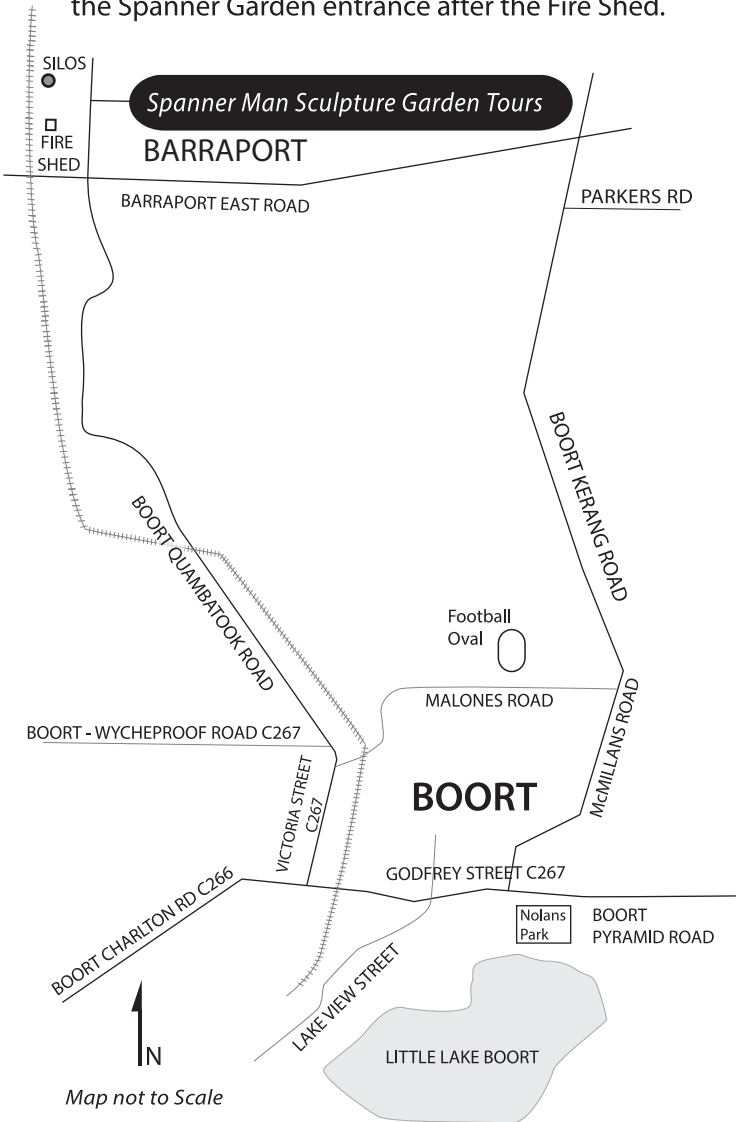 the Spanner Garden entrance after the Fire Shed.
SILOS
Spanner Man Sculpture Garden Tours
FIRE
SHED
BARRAPORT
BARRAPORT EAST ROAD
PARKERS RD
BOORT KERANG ROAD
BOORT QUAMBATOOK ROAD
Football
Oval
MALONES ROAD
McMILLANS ROAD
BOORT - WYCHEPROOF ROAD C267
VICTORIA STREET
C267
BOORT
GODFREY STREET C267
BOORT CHARLTON RD C266
Nolans
Park
BOORT
PYRAMID ROAD
LAKE VIEW STREET
LITTLE LAKE BOORT
N
Map not to Scale